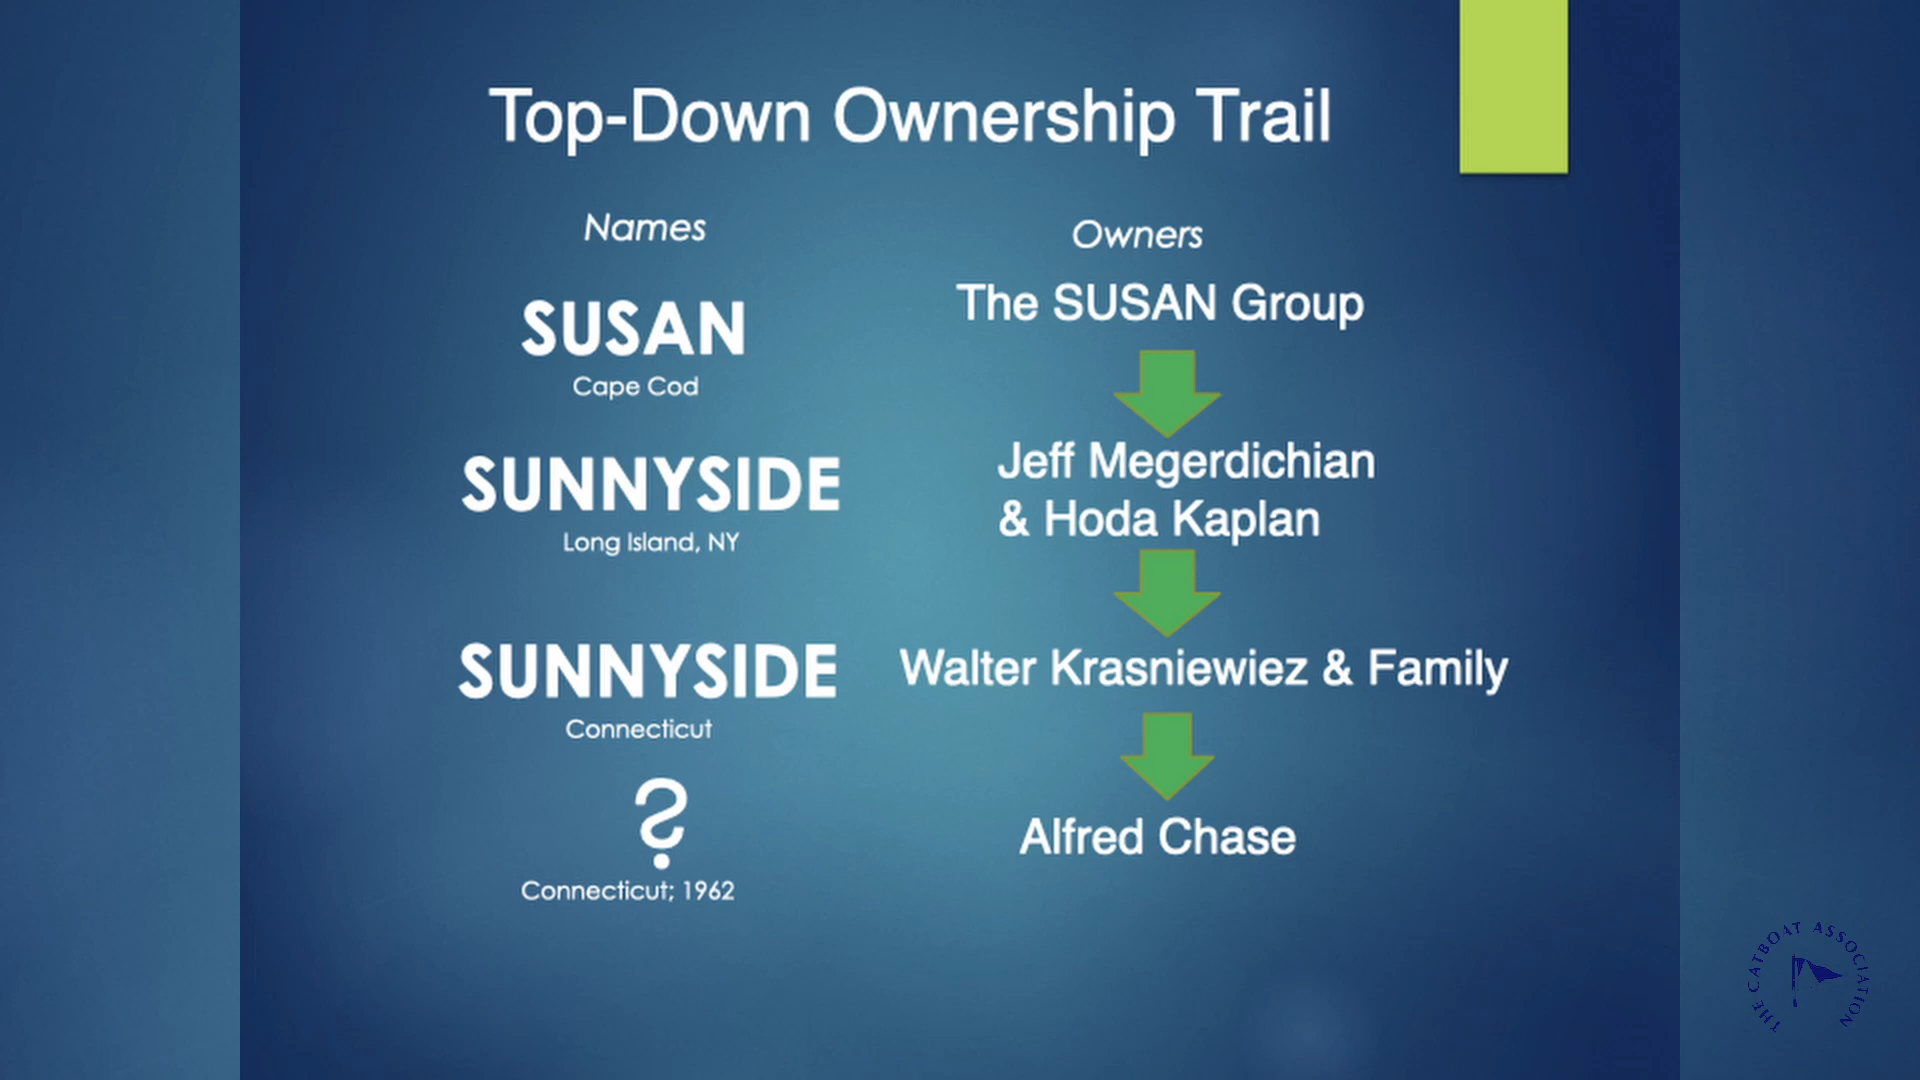 Top-Down Ownership Trail
Names
Owners
SUSAN
Cape Cod
The SUSAN Group
SUNNYSIDE
Long Island, NY
Jeff Megerdichian
& Hoda Kaplan
SUNNYSIDE
Connecticut
Walter Krasniewiez & Family
?
Connecticut; 1962
Alfred Chase
THE CATBOAT ASSOCIATION